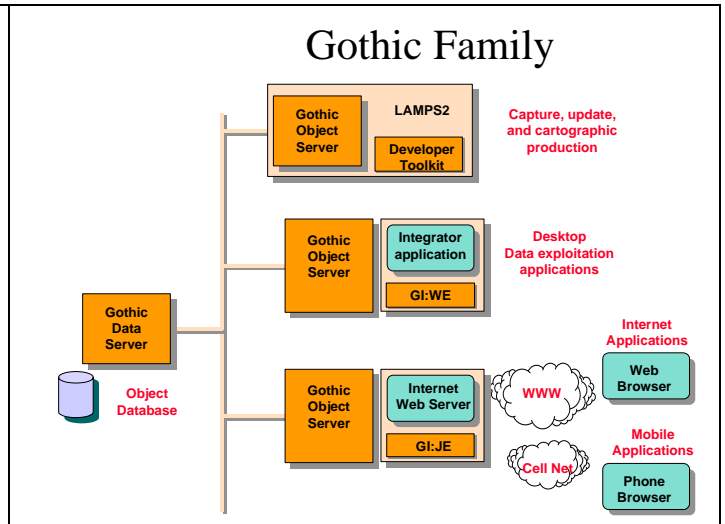 Gothic Family
Gothic
Object
Server
LAMPS2
Developer
Toolkit
Capture, update,
and cartographic
production
Gothic
Object
Server
Integrator
application
GI:WE
Desktop
Data exploitation
applications
Gothic
Data
Server
Object
Database
Gothic
Object
Server
Internet
Web Server
GI:JE
WWW
Cell Net
Internet
Applications
Web
Browser
Mobile
Applications
Phone
Browser